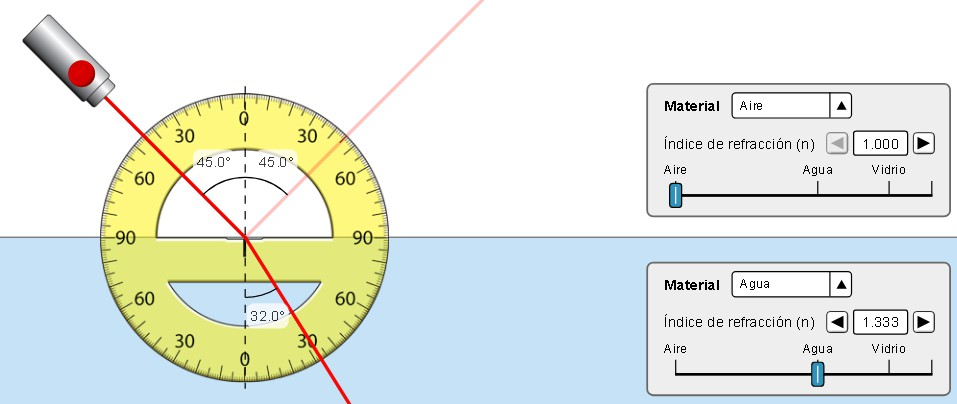 0
30
30
45.0°
45.0°
60
60
90
90
60
60
32.0°
30
30
0
Material Aire
Índice de refracción (n) 1.000
Aire Agua Vidrio
Material Agua
Índice de refracción (n) 1.333
Aire Agua Vidrio